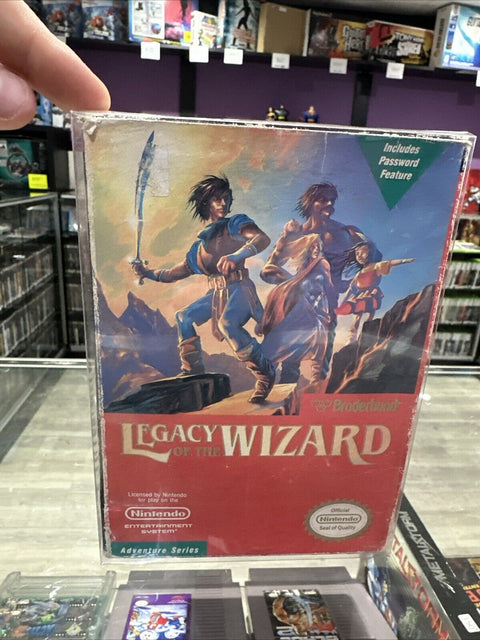 Includes
Password
Feature
Brøderbund
LEGACY
OF THE
WIZARD
Licensed by Nintendo
for play on the
Nintendo
ENTERTAINMENT
SYSTEM
Adventure Series
Official
Nintendo
Seal of Quality